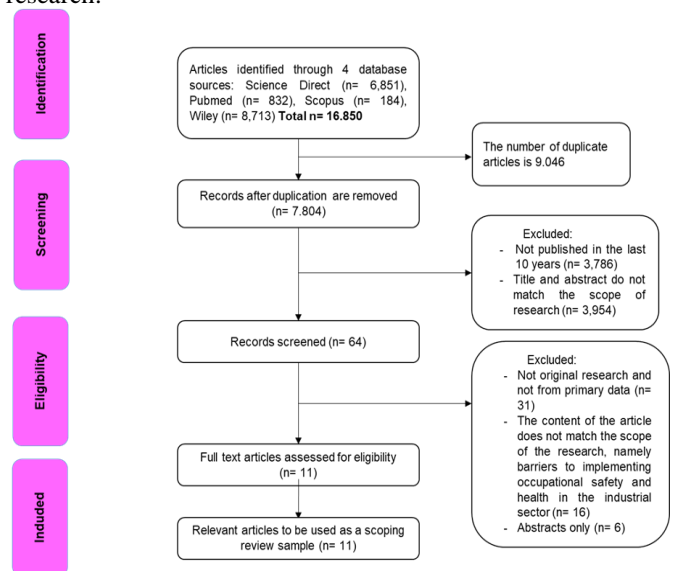 research.
Identification
Articles identified through 4 database
sources: Science Direct (n= 6,851),
Pubmed (n= 832), Scopus (n= 184),
Wiley (n= 8,713) Total n= 16.850
The number of duplicate
articles is 9.046
Screening
Records after duplication are removed
(n= 7.804)
Excluded:
- Not published in the last
10 years (n= 3,786)
- Title and abstract do not
match the scope of
research (n= 3,954)
Records screened (n= 64)
Eligibility
Excluded:
- Not original research and
not from primary data (n=
31)
- The content of the article
does not match the scope
of the research, namely
barriers to implementing
occupational safety and
health in the industrial
sector (n= 16)
- Abstracts only (n= 6)
Full text articles assessed for eligibility
(n= 11)
Included
Relevant articles to be used as a scoping
review sample (n= 11)